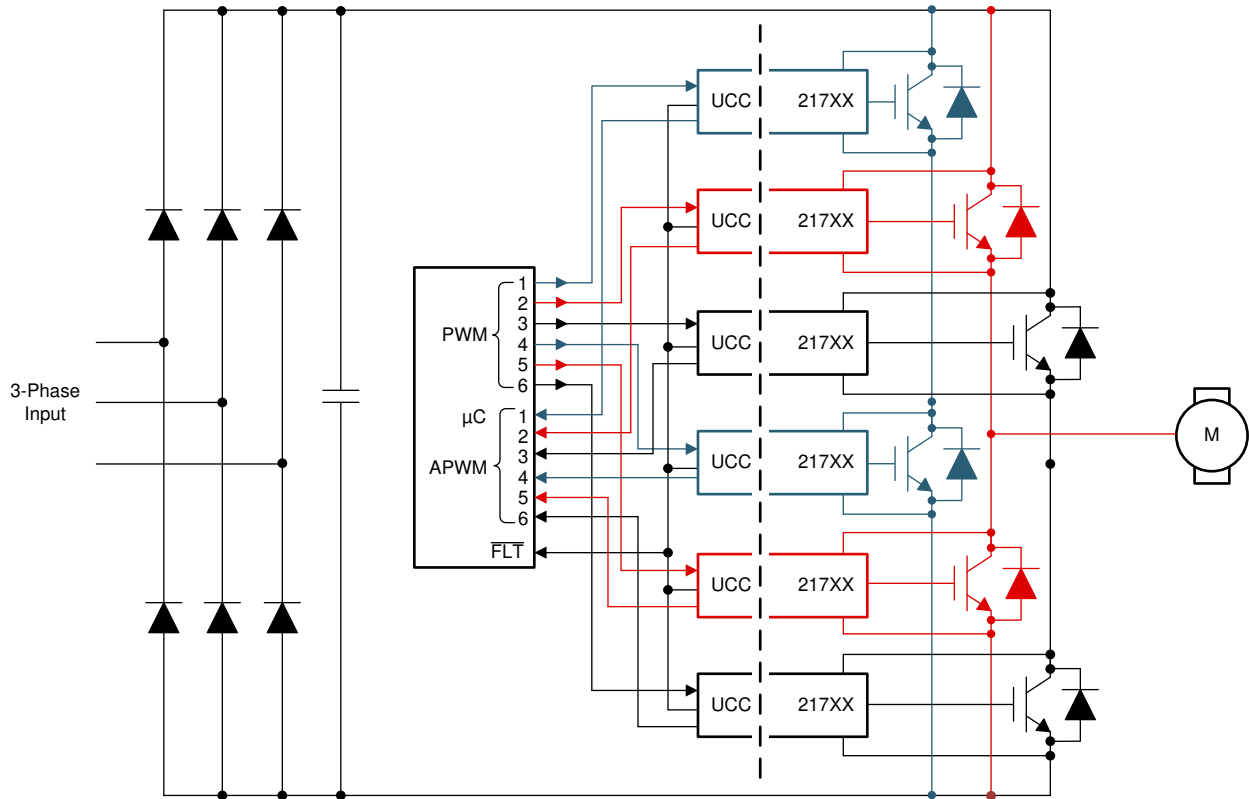 3-Phase
Input
PWM
1
2
3
4
5
6
µC
APWM
1
2
3
4
5
6
FLT
UCC 217XX
UCC 217XX
UCC 217XX
UCC 217XX
UCC 217XX
UCC 217XX
M